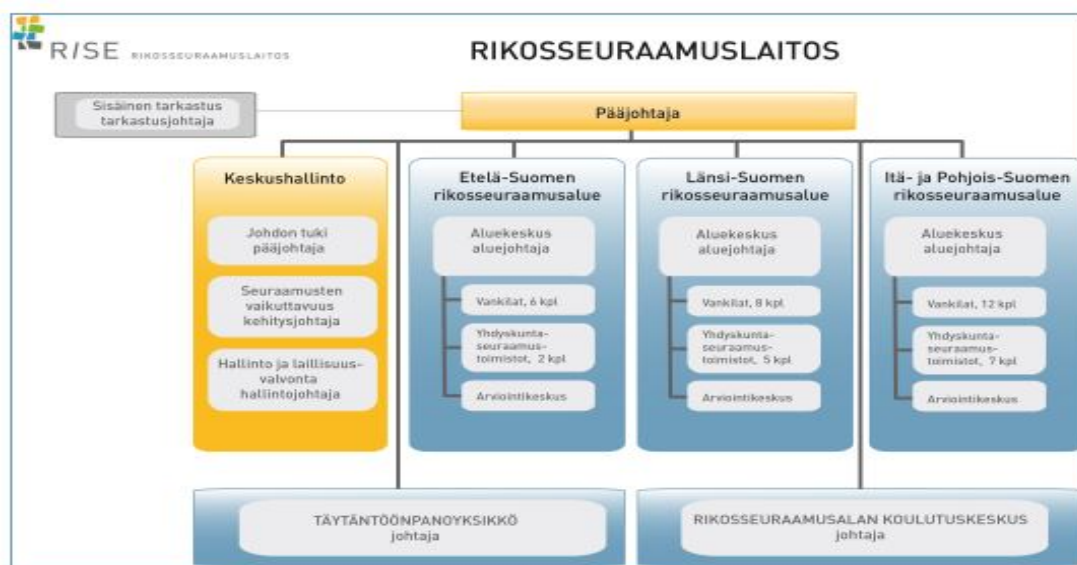 RISE RIKOSSEURAAMUSLAITOS
RIKOSSEURAAMUSLAITOS
Sisäinen tarkastus
tarkastusjohtaja
Pääjohtaja
Keskushallinto
Johdon tuki
pääjohtaja
Seuraamusten
vaikuttavuus
kehitysjohtaja
Hallinto ja laillisuus-
valvonta
hallintojohtaja
Etelä-Suomen
rikosseuraamusalue
Aluekeskus
aluejohtaja
Vankilat, 6 kpl
Yhdyskunta-
seuraamus-
toimistot, 2 kpl
Arviointikeskus
Länsi-Suomen
rikosseuraamusalue
Aluekeskus
aluejohtaja
Vankilat, 8 kpl
Yhdyskunta-
seuraamus-
toimistot, 5 kpl
Arviointikeskus
Itä- ja Pohjois-Suomen
rikosseuraamusalue
Aluekeskus
aluejohtaja
Vankilat, 12 kpl
Yhdyskunta-
seuraamus-
toimistot, 7 kpl
Arviointikeskus
TÄYTÄNTÖÖNPANOYKSIKKÖ
johtaja
RIKOSSEURAAMUSALAN KOULUTUSKESKUS
johtaja